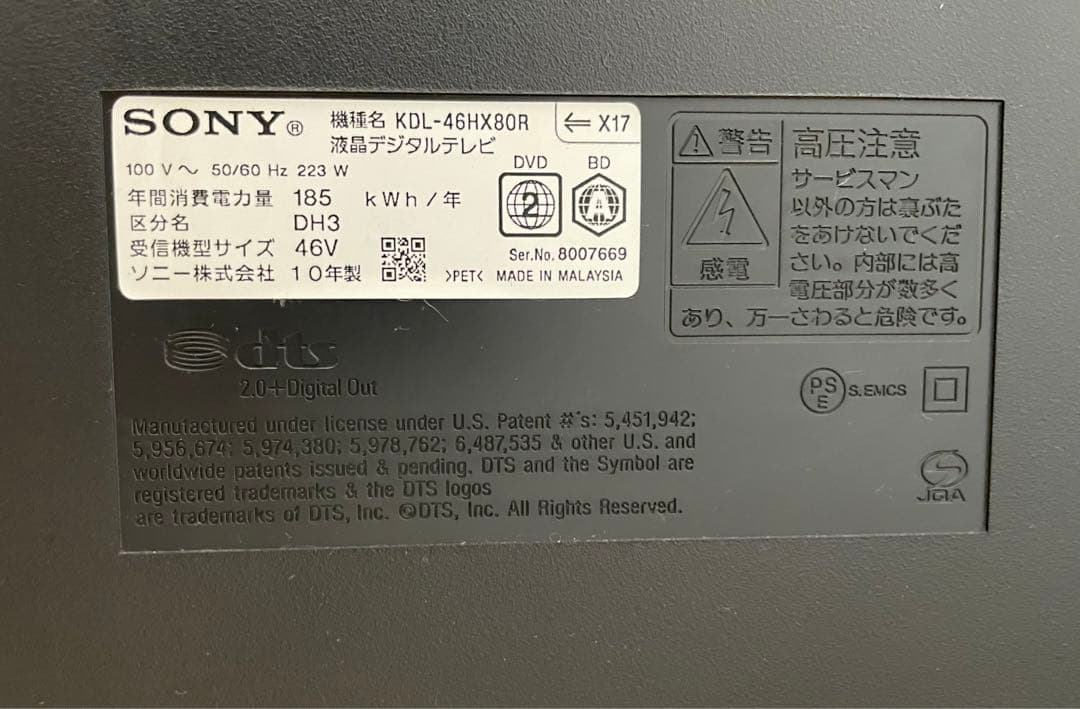 SONY® 機種名 KDL-46HX80R ⇐ X17
液晶デジタルテレビ
100 V～ 50/60 Hz 223 W
DVD BD
年間消費電力量 185 kWh/年
2 A
区分名 DH3
受信機型サイズ 46V
Ser.No. 8007669
ソニー株式会社 10年製
>PET< MADE IN MALAYSIA
警告
感電
高圧注意
サービスマン
以外の方は裏ぶた
をあけないでくだ
さい。内部には高
電圧部分が数多く
あり、万一さわると危険です。
dts
2.0+Digital Out
PS
E
S.EMCS
JQA
Manufactured under license under U.S. Patent #'s: 5,451,942;
5,956,674; 5,974,380; 5,978,762; 6,487,535 & other U.S. and
worldwide patents issued & pending. DTS and the Symbol are
registered trademarks & the DTS logos
are trademarks of DTS, Inc. ©DTS, Inc. All Rights Reserved.